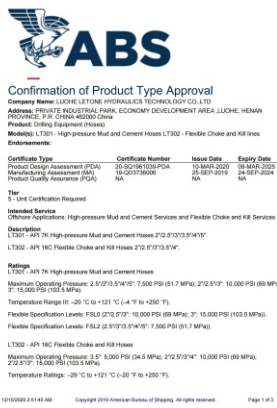 ABS
Confirmation of Product Type Approval
Company Name: LUOHE LETONE HYDRAULICS TECHNOLOGY CO.,LTD
Address: PRIVATE INDUSTRIAL PARK, ECONOMY DEVELOPMENT AREA ,LUOHE, HENAN
PROVINCE, P.R. CHINA 462000 China
Product: Drilling Equipment (Hoses)
Model(s): LT301 - High-pressure Mud and Cement Hoses LT302 - Flexible Choke and Kill lines
Endorsements:
Certificate Type Certificate Number Issue Date Expiry Date
Product Design Assessment (PDA) 20-SQ1961039-PDA 10-MAR-2020 09-MAR-2025
Manufacturing Assessment (MA) 19-QD3736006 25-SEP-2019 24-SEP-2024
Product Quality Assurance (PQA) NA NA NA
Tier
5 - Unit Certification Required
Intended Service
Offshore Applications: High-pressure Mud and Cement Services and Flexible Choke and Kill Services
Description
LT301 - API 7K High-pressure Mud and Cement Hoses 2"/2.5"/3"/3.5"/4"/5".
LT302 - API 16C Flexible Choke and Kill Hoses 2"/2.5"/3"/3.5"/4".
Ratings
LT301 - API 7K High-pressure Mud and Cement Hoses
Maximum Operating Pressure: 2.5"/3"/3.5"/4"/5": 7,500 PSI (51.7 MPa); 2"/2.5"/3": 10,000 PSI (69 MPa);
3": 15,000 PSI (103.5 MPa).
Temperature Range III: –20 °C to +121 °C (–4 °F to +250 °F).
Flexible Specification Levels: FSL0 (2"/2.5"/3": 10,000 PSI (69 MPa); 3": 15,000 PSI (103.5 MPa)).
Flexible Specification Levels: FSL2 (2.5"/3"/3.5"/4"/5": 7,500 PSI (51.7 MPa)).
LT302 - API 16C Flexible Choke and Kill Hoses
Maximum Operating Pressure: 3.5": 5,000 PSI (34.5 MPa); 2"/2.5"/3"/4": 10,000 PSI (69 MPa);
2"/2.5"/3": 15,000 PSI (103.5 MPa).
Temperature Ratings: –29 °C to +121 °C (–20 °F to +250 °F).
12/10/2020 2:51:45 AM Copyright 2019 American Bureau of Shipping. All rights reserved. Page 1 of 3